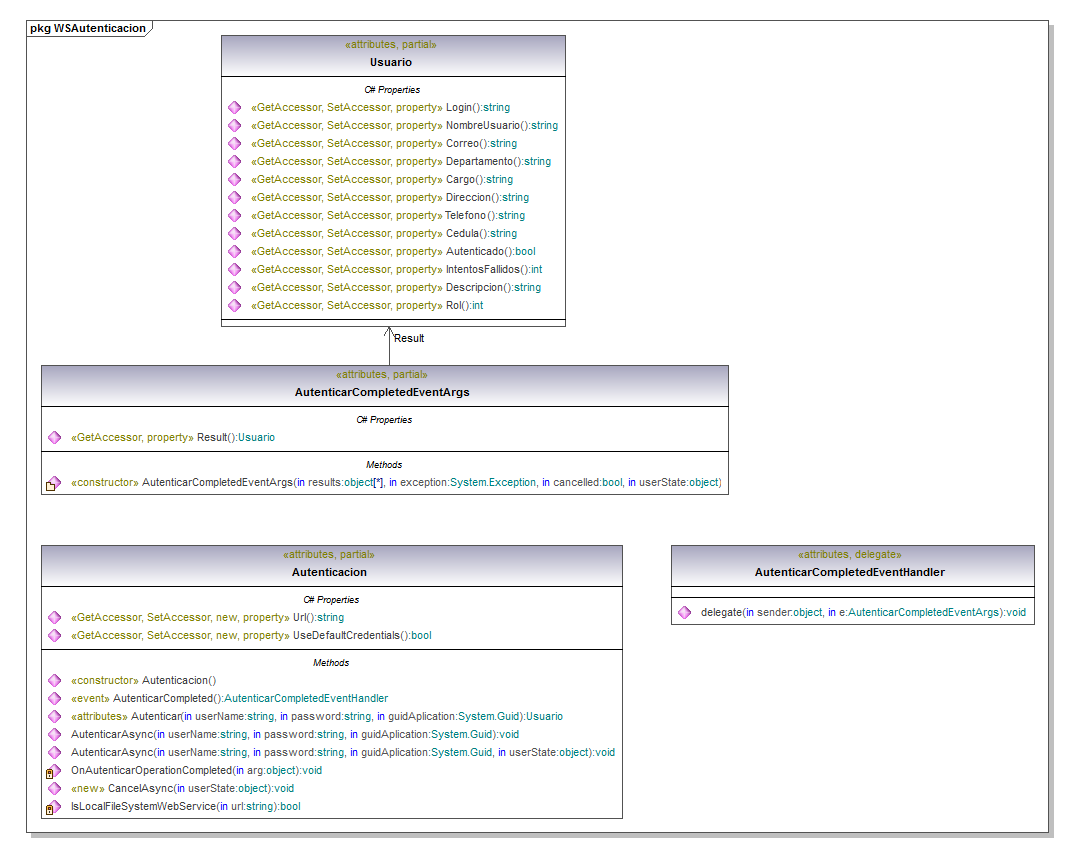 pkg WSAutenticacion
«attributes, partial»
Usuario
C# Properties
«GetAccessor, SetAccessor, property» Login():string
«GetAccessor, SetAccessor, property» NombreUsuario():string
«GetAccessor, SetAccessor, property» Correo():string
«GetAccessor, SetAccessor, property» Departamento():string
«GetAccessor, SetAccessor, property» Cargo():string
«GetAccessor, SetAccessor, property» Direccion():string
«GetAccessor, SetAccessor, property» Telefono():string
«GetAccessor, SetAccessor, property» Cedula():string
«GetAccessor, SetAccessor, property» Autenticado():bool
«GetAccessor, SetAccessor, property» IntentosFallidos():int
«GetAccessor, SetAccessor, property» Descripcion():string
«GetAccessor, SetAccessor, property» Rol():int
Result
«attributes, partial»
AutenticarCompletedEventArgs
C# Properties
«GetAccessor, property» Result():Usuario
Methods
«constructor» AutenticarCompletedEventArgs(in results:object[*], in exception:System.Exception, in cancelled:bool, in userState:object)
«attributes, partial»
Autenticacion
C# Properties
«GetAccessor, SetAccessor, new, property» Url():string
«GetAccessor, SetAccessor, new, property» UseDefaultCredentials():bool
Methods
«constructor» Autenticacion()
«event» AutenticarCompleted():AutenticarCompletedEventHandler
«attributes» Autenticar(in userName:string, in password:string, in guidAplication:System.Guid):Usuario
AutenticarAsync(in userName:string, in password:string, in guidAplication:System.Guid):void
AutenticarAsync(in userName:string, in password:string, in guidAplication:System.Guid, in userState:object):void
OnAutenticarOperationCompleted(in arg:object):void
«new» CancelAsync(in userState:object):void
IsLocalFileSystemWebService(in url:string):bool
«attributes, delegate»
AutenticarCompletedEventHandler
delegate(in sender:object, in e:AutenticarCompletedEventArgs):void